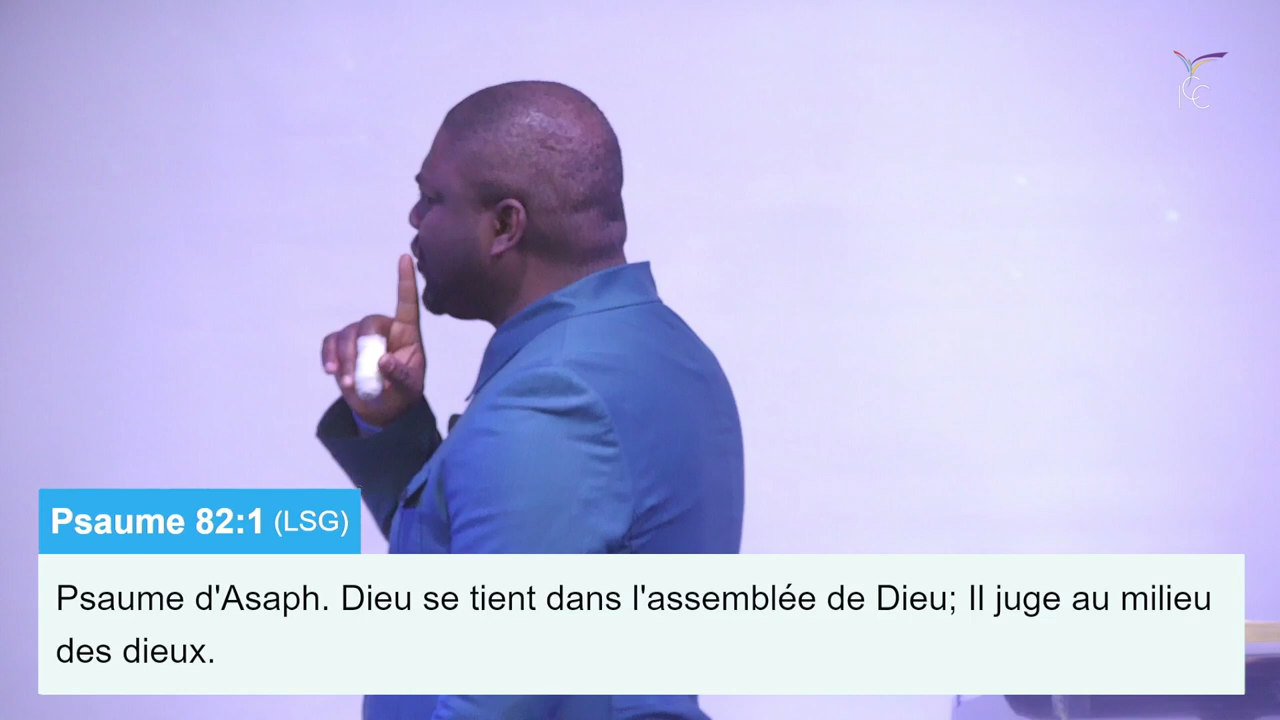 ICC
Psaume 82:1 (LSG)
Psaume d'Asaph. Dieu se tient dans l'assemblée de Dieu; Il juge au milieu
des dieux.